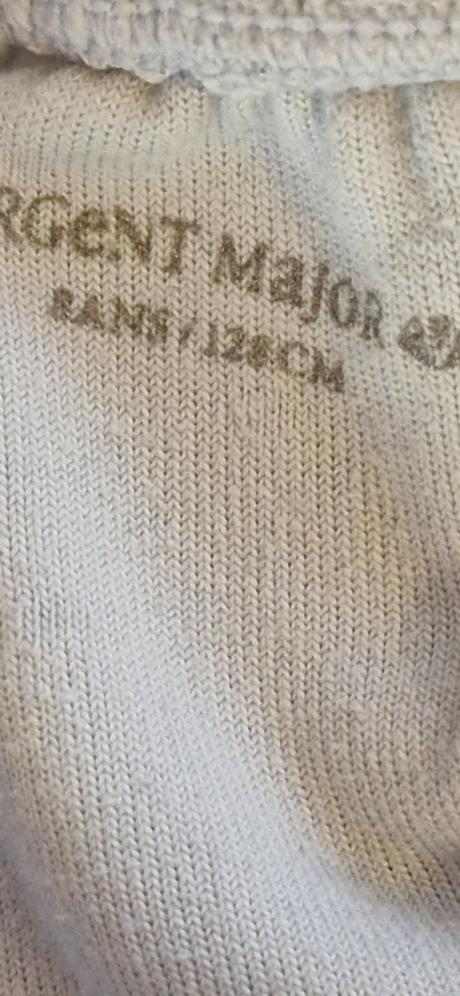 RGeNT Major
8ANS / 128CM